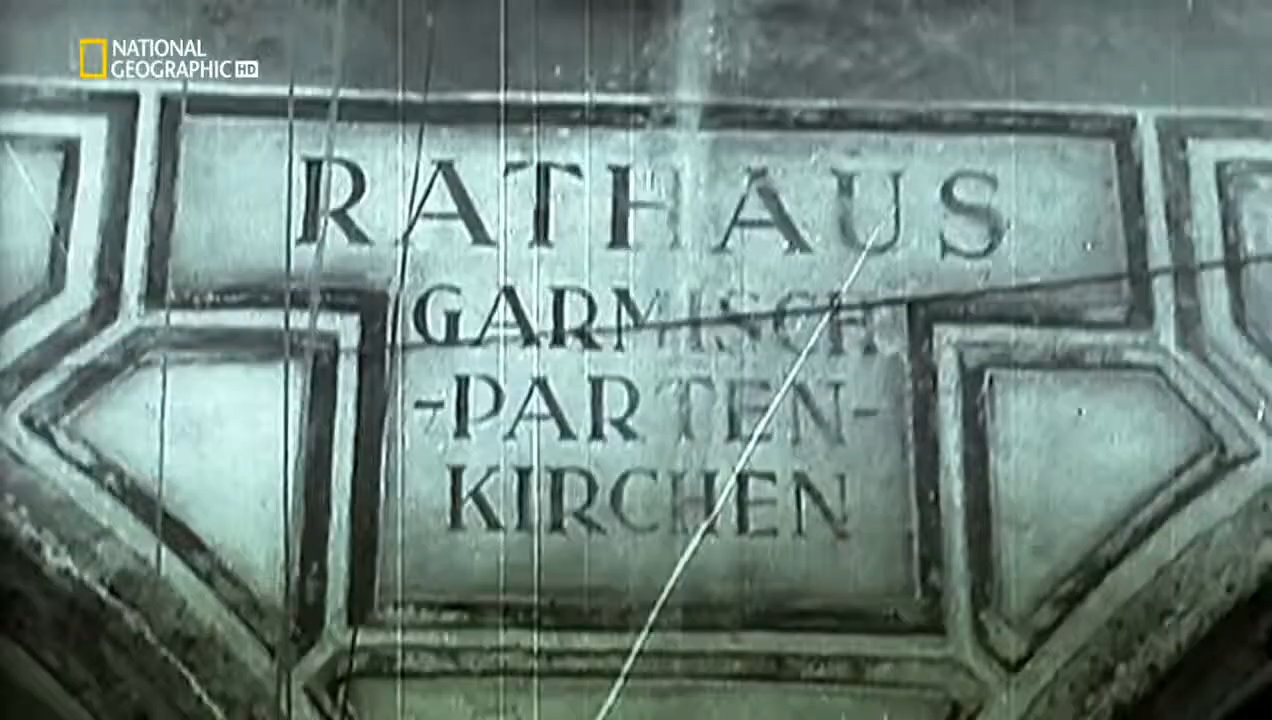 NATIONAL
GEOGRAPHIC HD
RATHAUS
GARMISCH
-PARTEN-
KIRCHEN